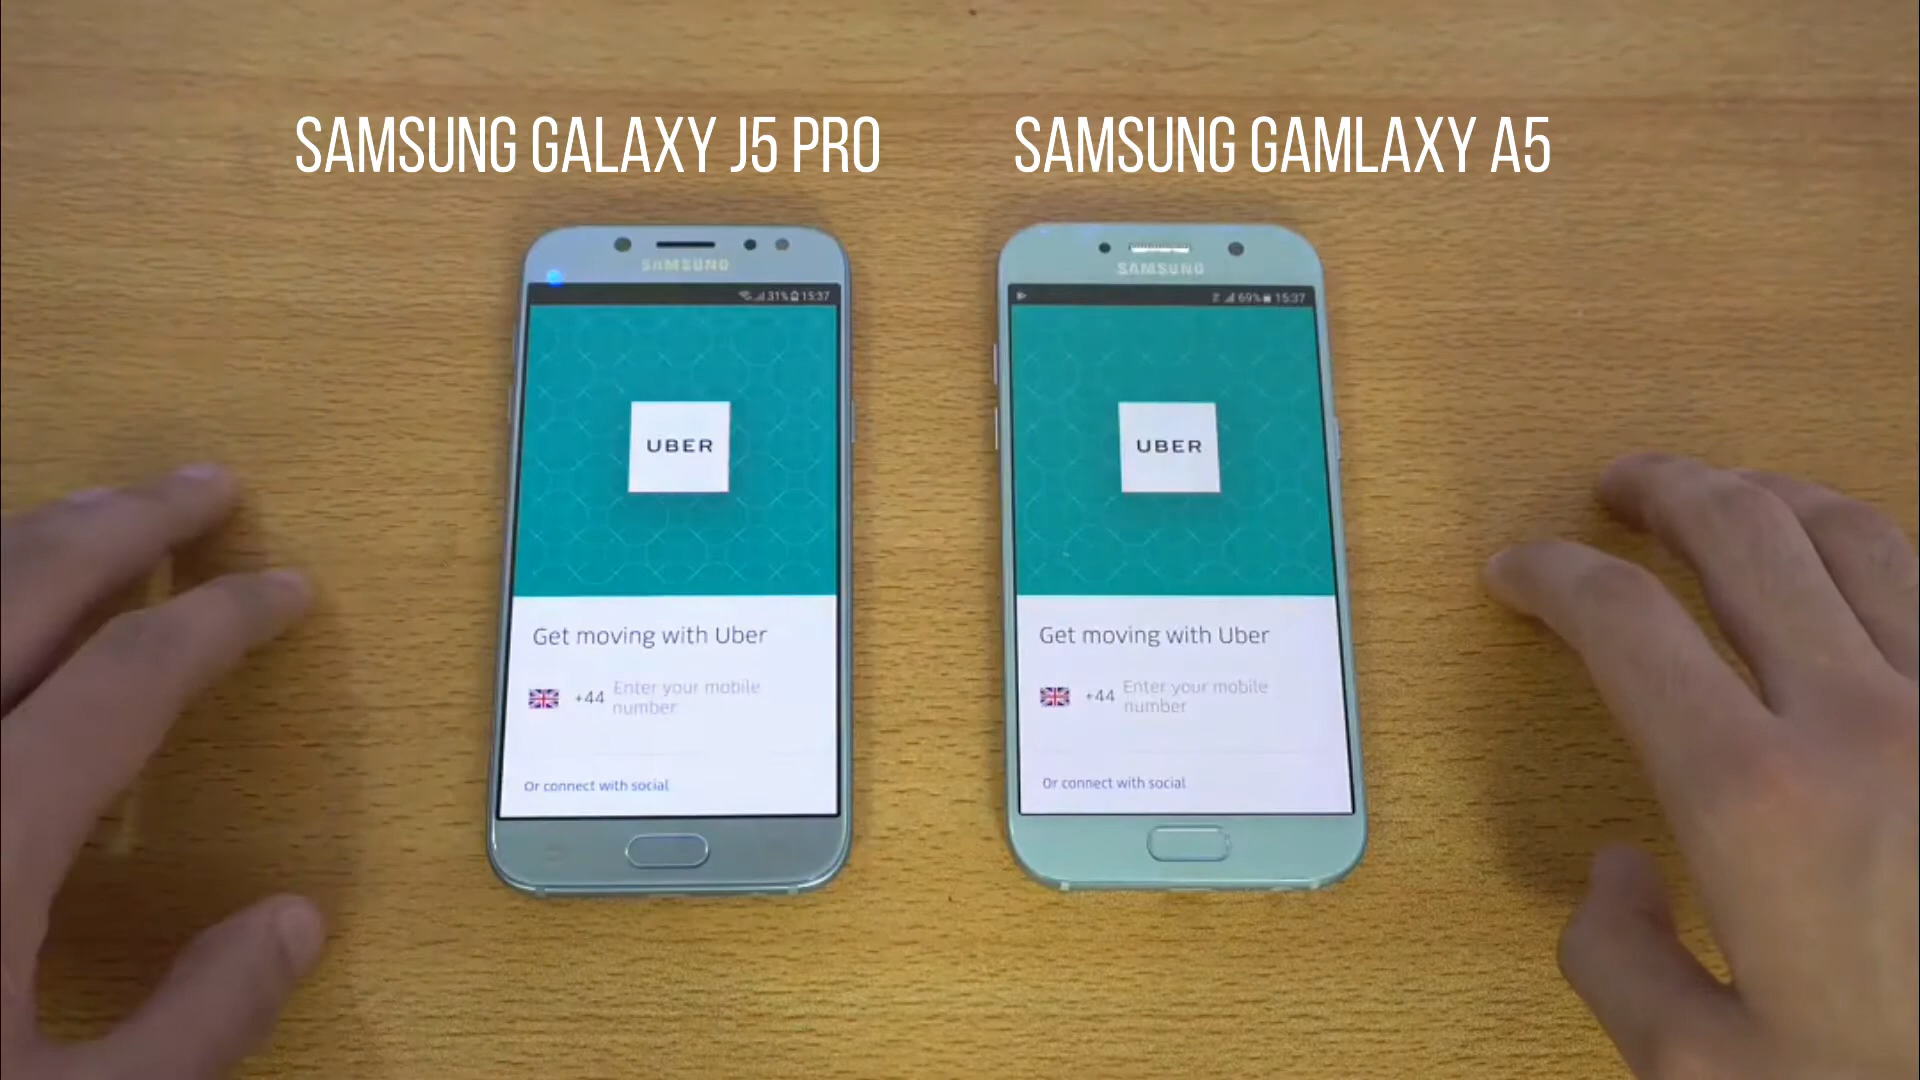 SAMSUNG GALAXY J5 PRO
SAMSUNG GAMLAXY A5
SAMSUNG
31% 15:37
UBER
Get moving with Uber
+44 Enter your mobile
number
Or connect with social
SAMSUNG
69% 15:37
UBER
Get moving with Uber
+44 Enter your mobile
number
Or connect with social